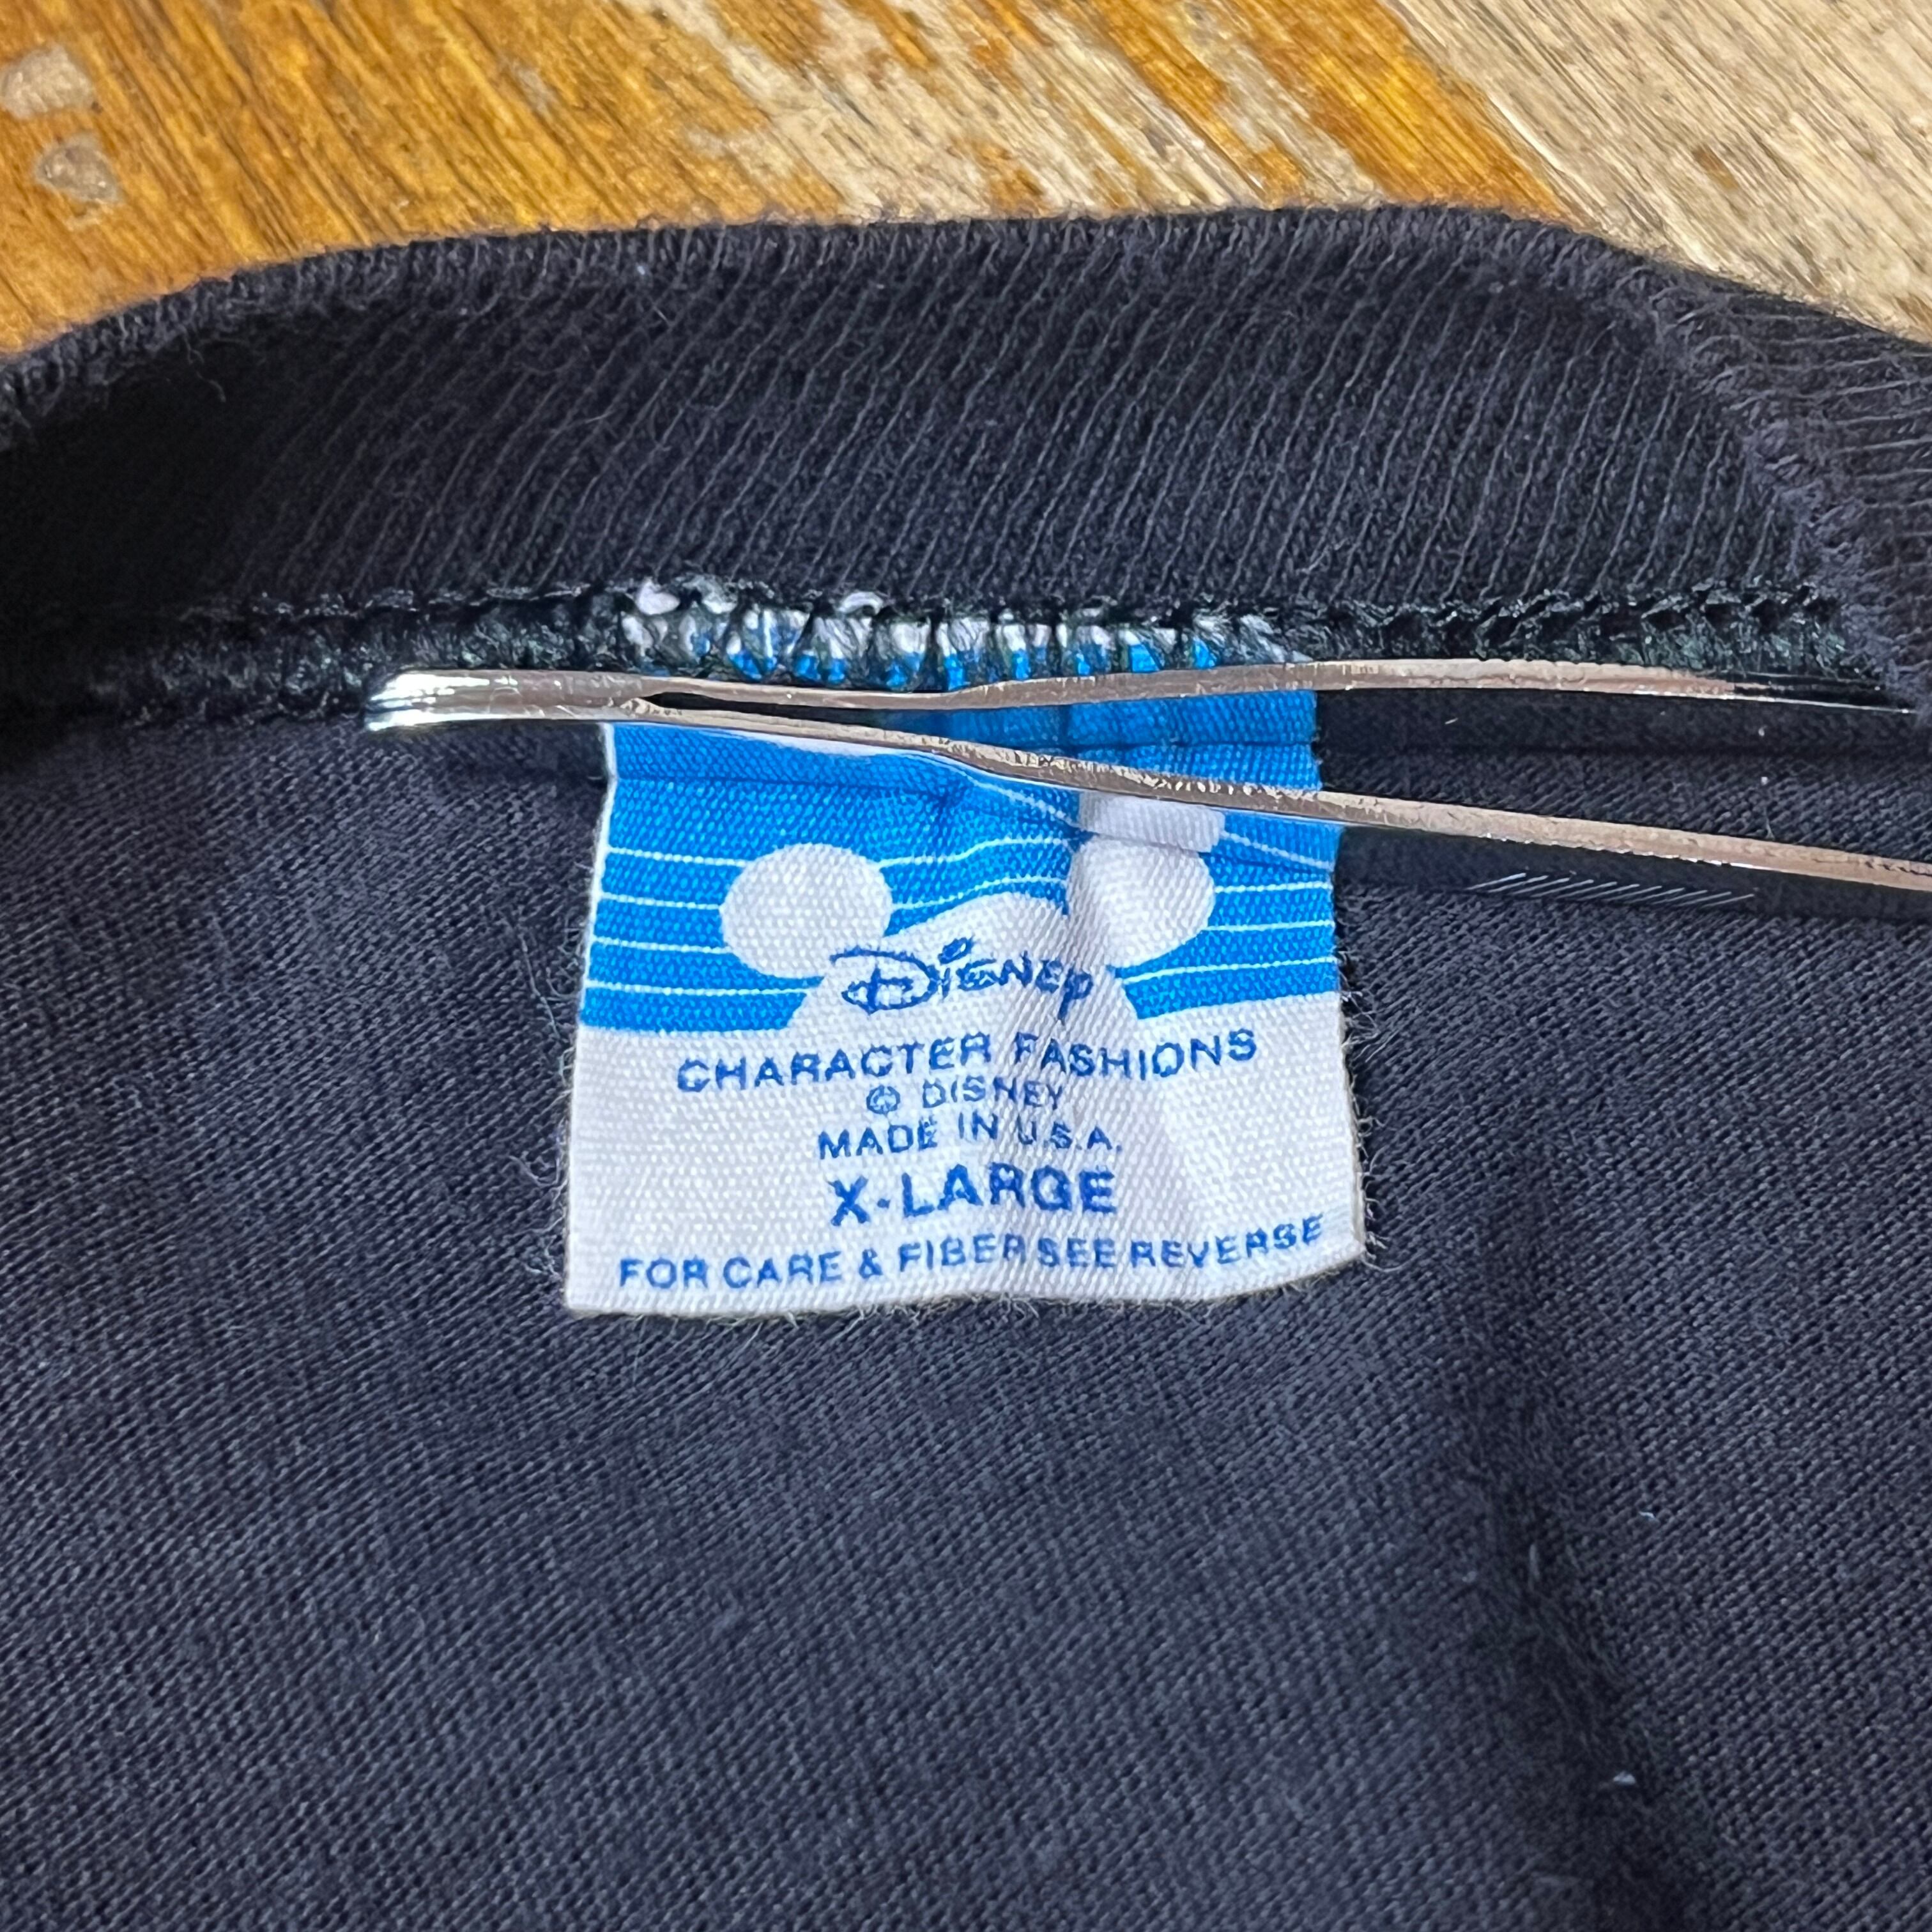 Disney
CHARACTER FASHIONS
© DISNEY
MADE IN U.S.A.
X-LARGE
FOR CARE & FIBER SEE REVERSE